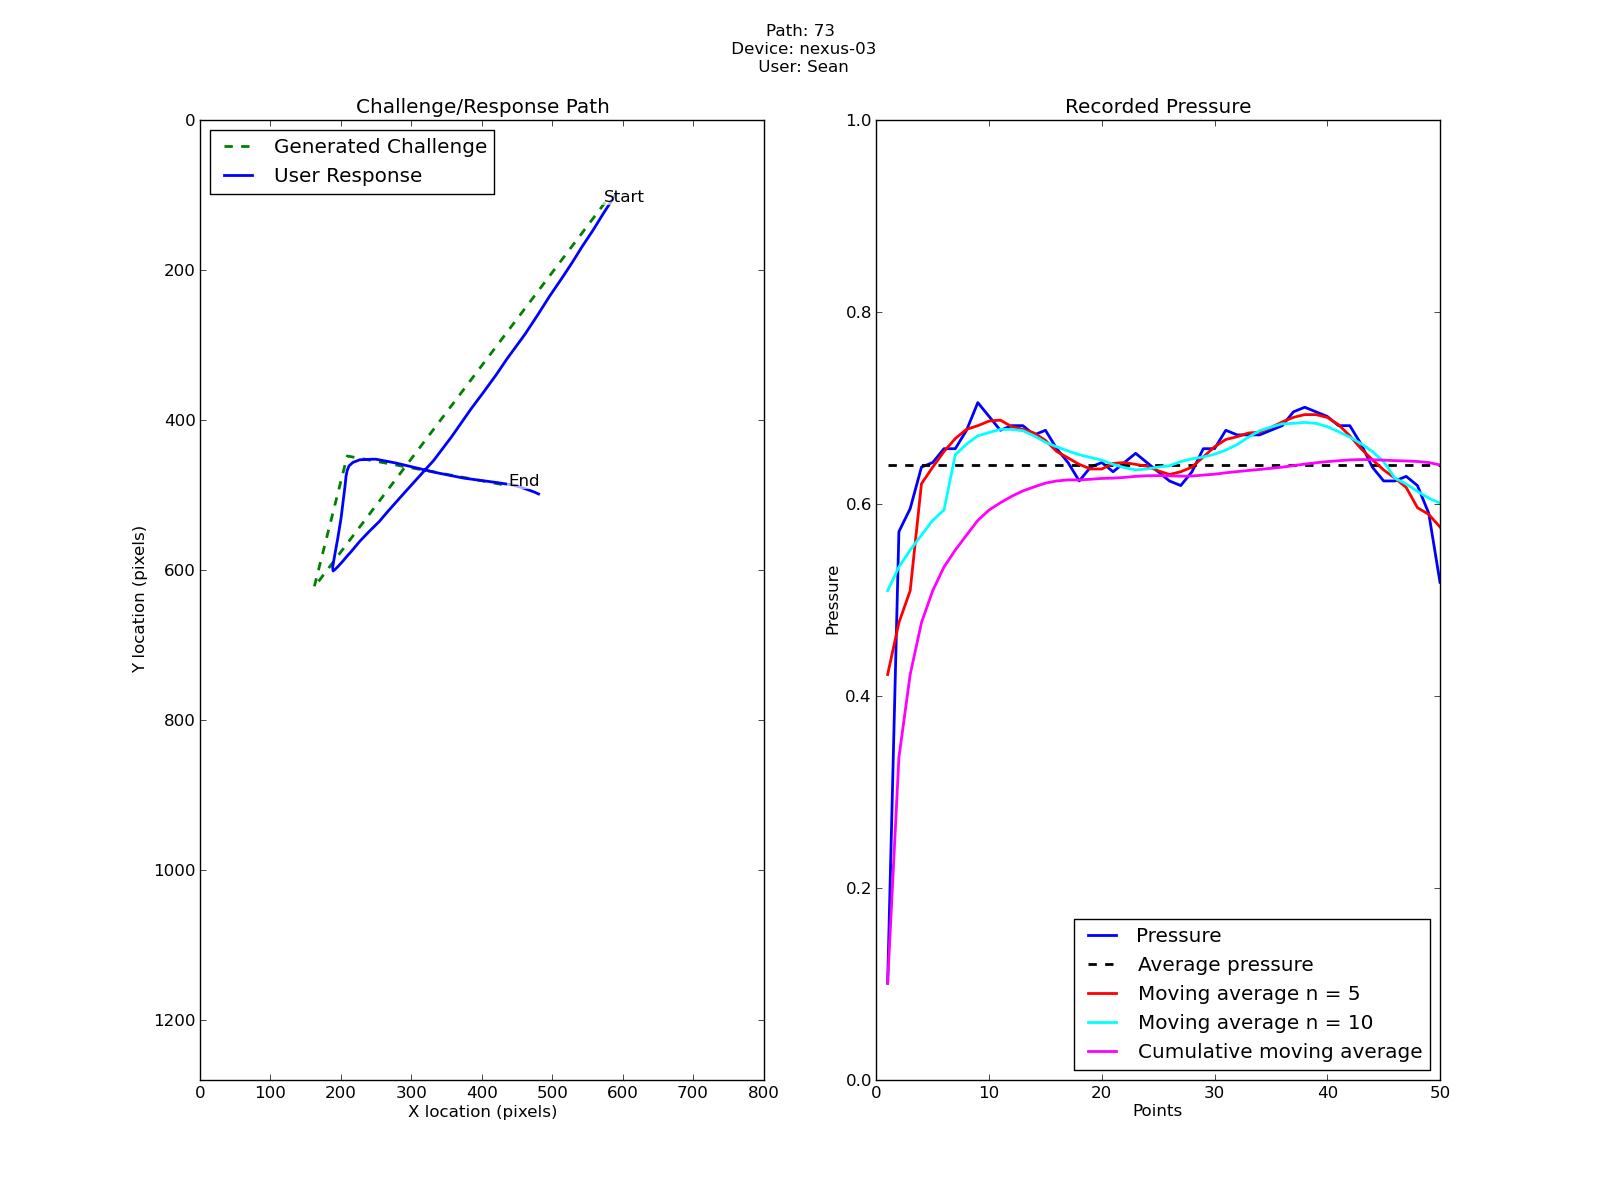 Path: 73
Device: nexus-03
User: Sean
Challenge/Response Path
Generated Challenge
User Response
Start
End
0
200
400
600
800
1000
1200
Y location (pixels)
0 100 200 300 400 500 600 700 800
X location (pixels)
Recorded Pressure
1.0
0.8
0.6
0.4
0.2
0.0
Pressure
Pressure
Average pressure
Moving average n = 5
Moving average n = 10
Cumulative moving average
0 10 20 30 40 50
Points